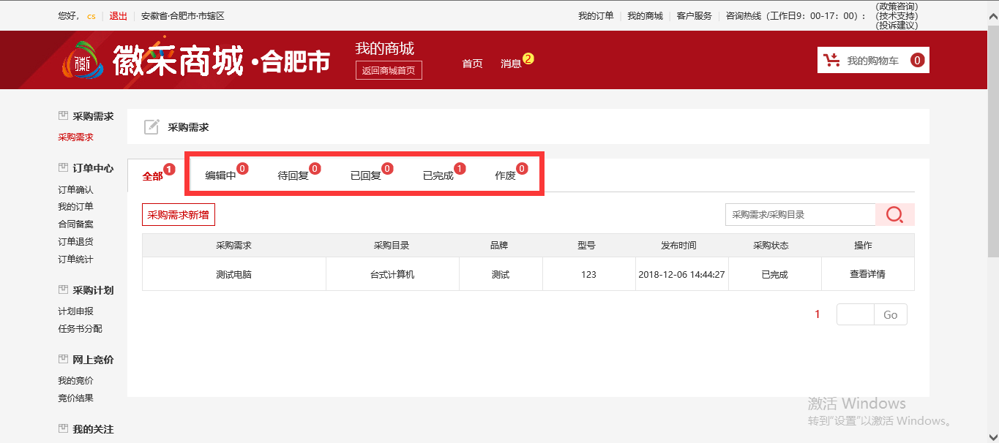 您好， cs 退出 安徽省·合肥市·市辖区 我的订单 我的商城 客户服务 咨询热线（工作日9：00-17：00）：
(政策咨询)
(技术支持)
(投诉建议)
徽采商城·合肥市
我的商城
返回商城首页
首页 消息 2
我的购物车 0
采购需求
采购需求
订单中心
订单确认
我的订单
合同备案
订单退货
订单统计
采购计划
计划申报
任务书分配
网上竞价
我的竞价
竞价结果
我的关注
采购需求
全部 1 编辑中 0 待回复 0 已回复 0 已完成 1 作废 0
采购需求新增 采购需求/采购目录
采购需求 采购目录 品牌 型号 发布时间 采购状态 操作
测试电脑 台式计算机 测试 123 2018-12-06 14:44:27 已完成 查看详情
1 Go
激活 Windows
转到"设置"以激活 Windows。